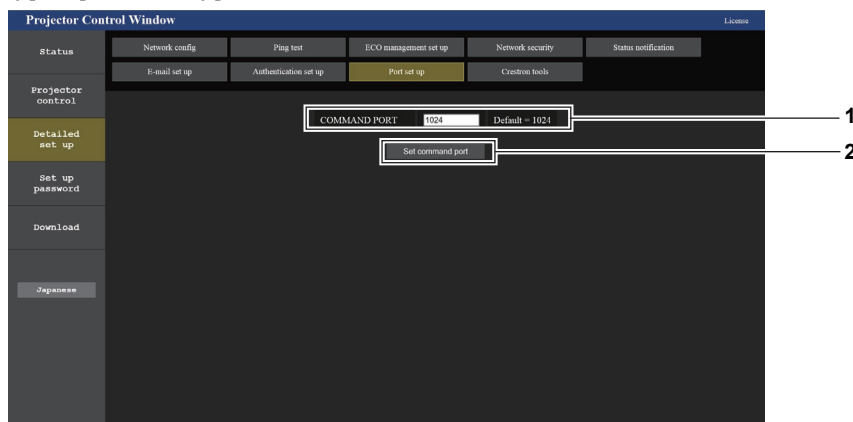 Projector Control Window License
Status
Network config Ping test ECO management set up Network security Status notification
E-mail set up Authentication set up Port set up Crestron tools
Projector
control
COMMAND PORT 1024 Default = 1024 1
Detailed
set up
Set command port 2
Set up
password
Download
Japanese